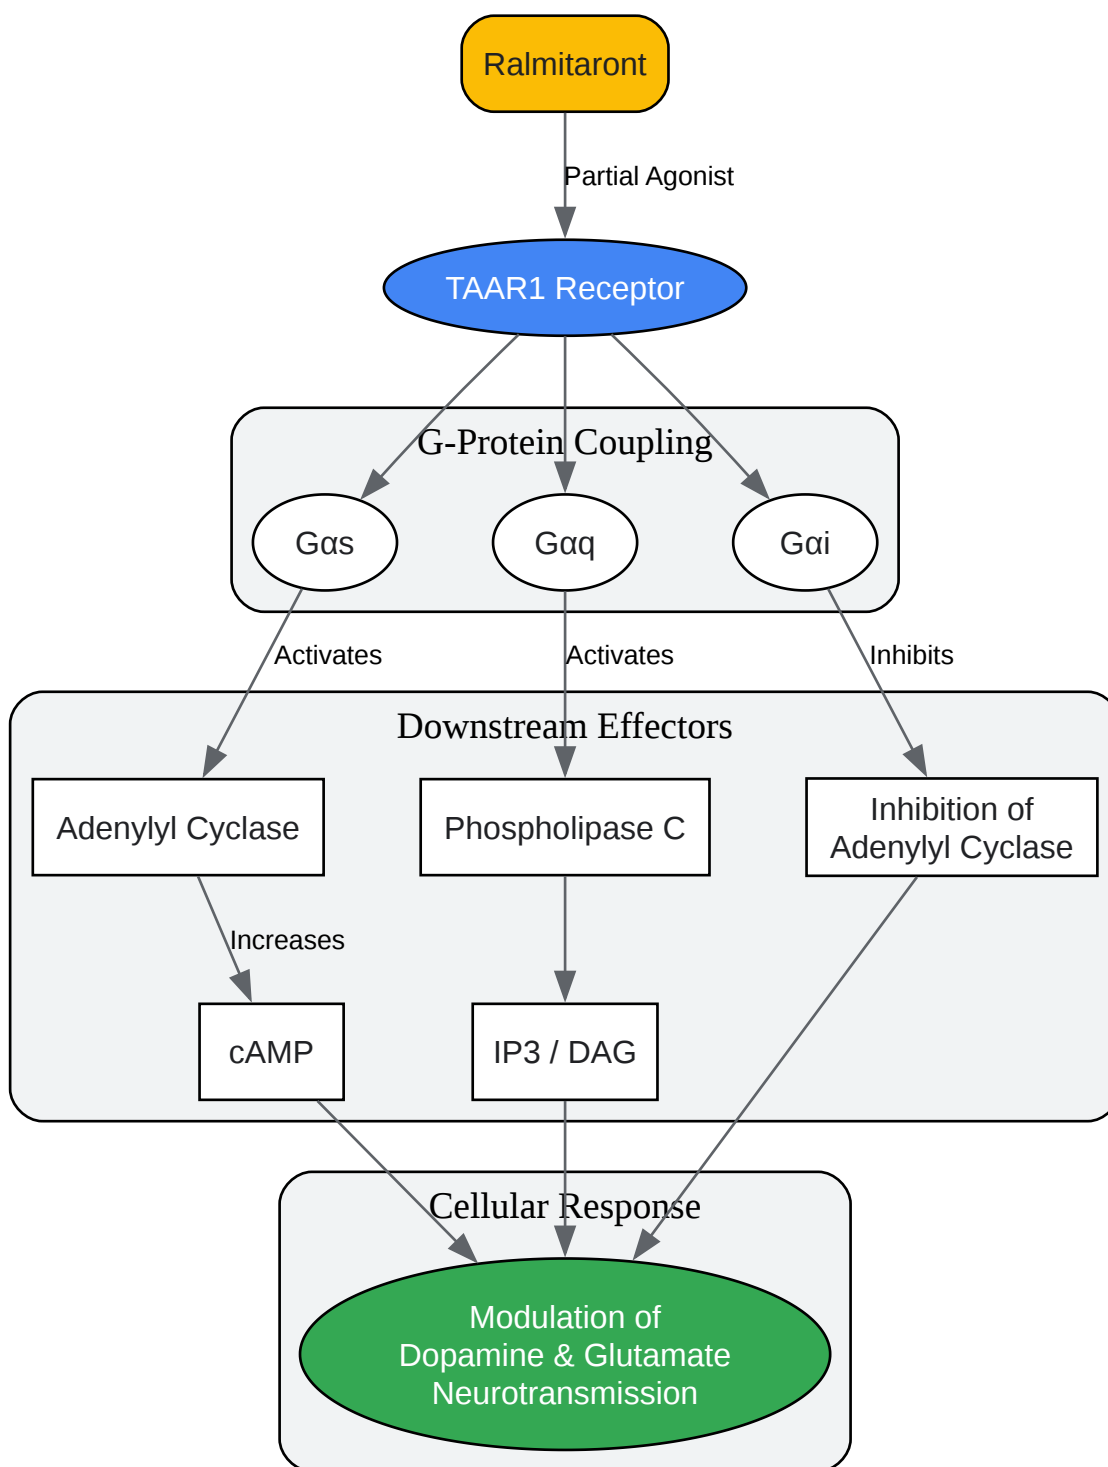 Ralmitaront
Partial Agonist
TAAR1 Receptor
G-Protein Coupling
Gαs
Gαq
Gαi
Activates
Activates
Inhibits
Downstream Effectors
Adenylyl Cyclase
Phospholipase C
Inhibition of
Adenylyl Cyclase
Increases
cAMP
IP3 / DAG
Cellular Response
Modulation of
Dopamine & Glutamate
Neurotransmission